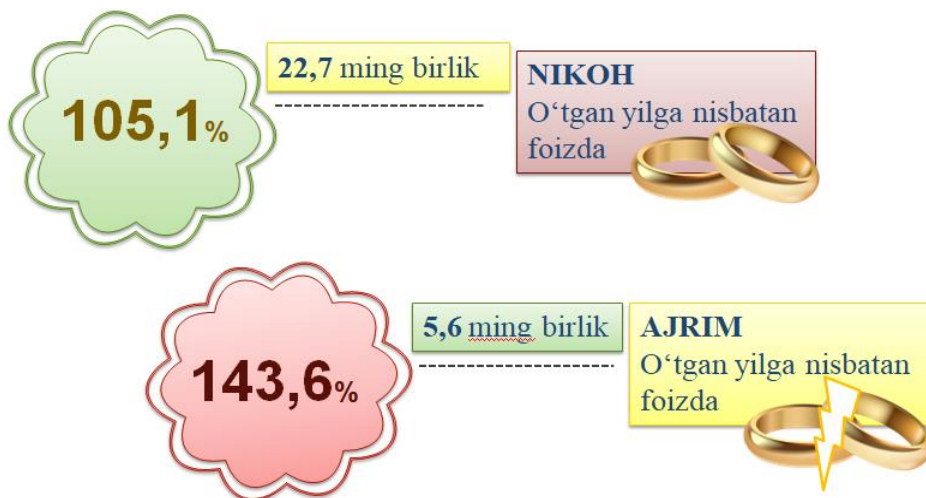 105,1%
22,7 ming birlik
NIKOH
O‘tgan yilga nisbatan
foizda
143,6%
5,6 ming birlik
AJRIM
O‘tgan yilga nisbatan
foizda